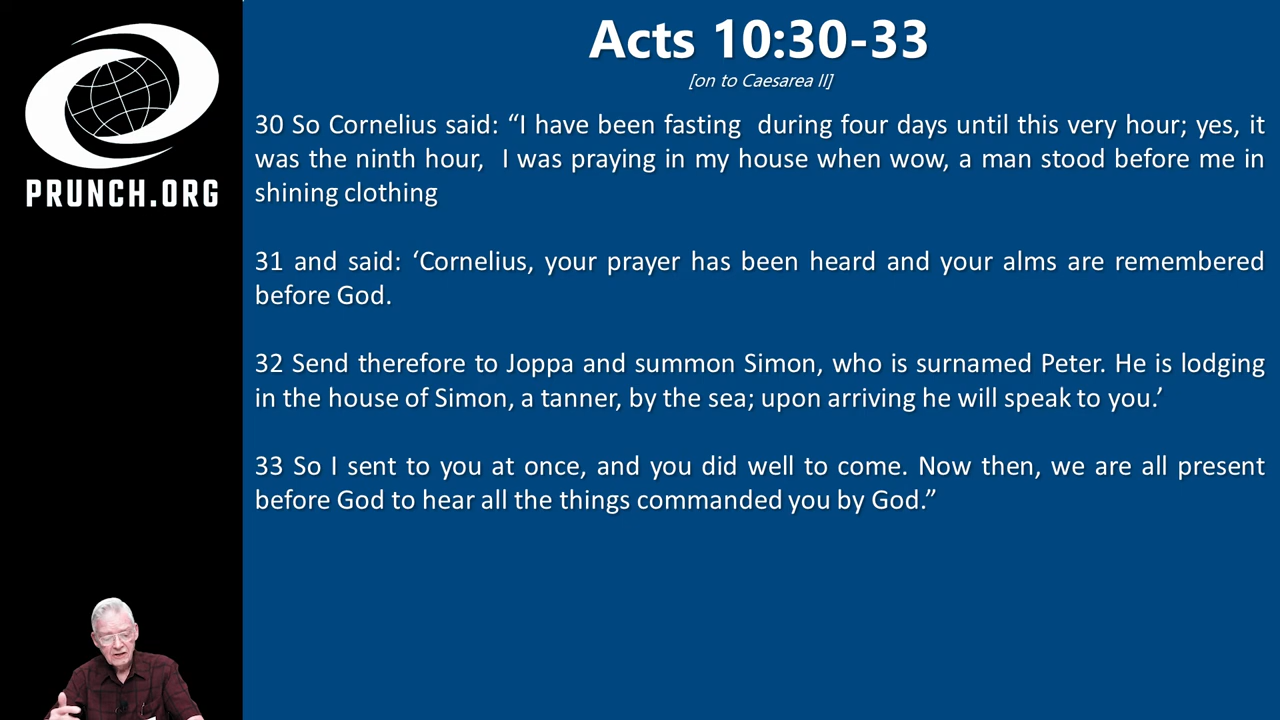 PRUNCH.ORG
Acts 10:30-33
[on to Caesarea II]
30 So Cornelius said: “I have been fasting  during four days until this very hour; yes, it
was the ninth hour,  I was praying in my house when wow, a man stood before me in
shining clothing
31 and said: ‘Cornelius, your prayer has been heard and your alms are remembered
before God.
32 Send therefore to Joppa and summon Simon, who is surnamed Peter. He is lodging
in the house of Simon, a tanner, by the sea; upon arriving he will speak to you.’
33 So I sent to you at once, and you did well to come. Now then, we are all present
before God to hear all the things commanded you by God.”